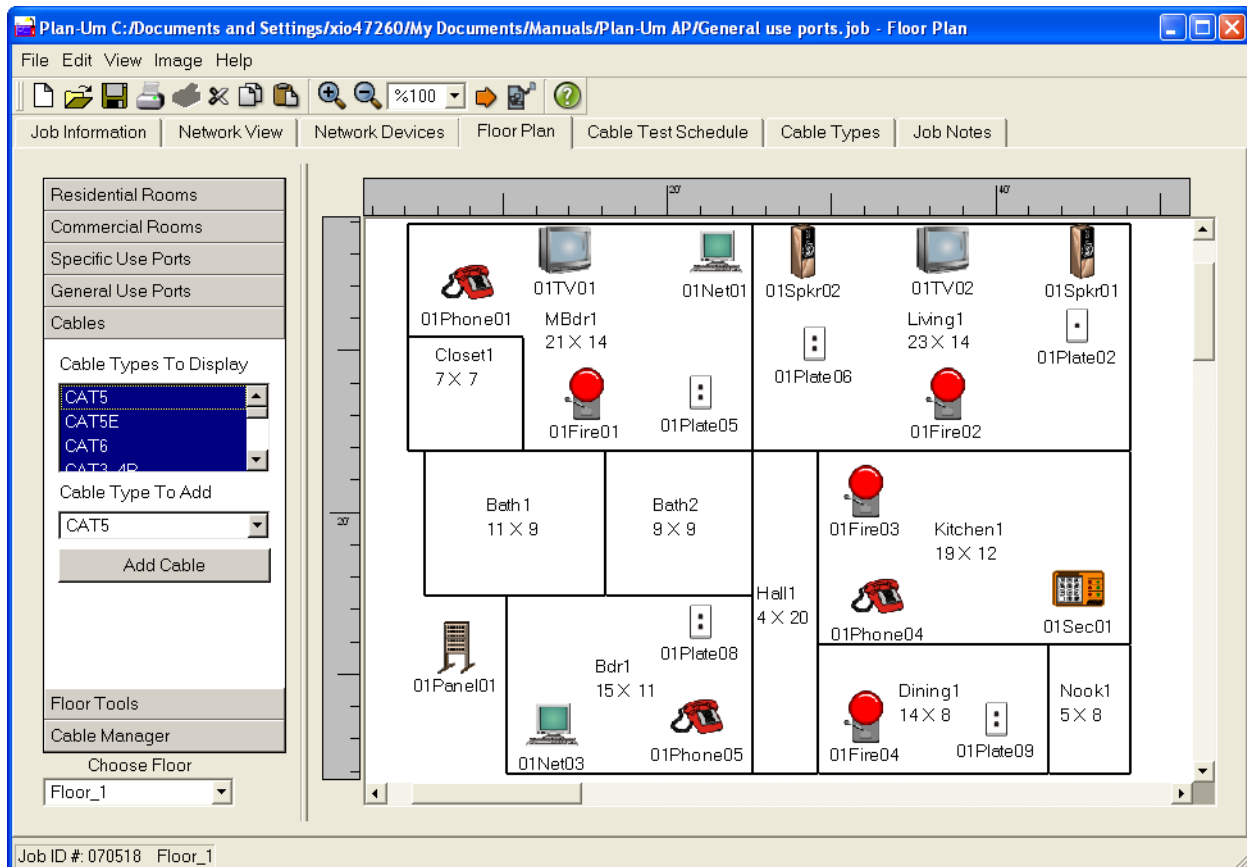 Plan-Um C:/Documents and Settings/xio47260/My Documents/Manuals/Plan-Um AP/General use ports.job - Floor Plan
File Edit View Image Help
%100
Job Information Network View Network Devices Floor Plan Cable Test Schedule Cable Types Job Notes
Residential Rooms
Commercial Rooms
Specific Use Ports
General Use Ports
Cables
Cable Types To Display
CAT5
CAT5E
CAT6
CAT3_4P
Cable Type To Add
CAT5
Add Cable
Floor Tools
Cable Manager
Choose Floor
Floor_1
20' 40'
20'
01Phone01
01TV01
01Net01
MBdr1
21 X 14
Closet1
7 X 7
01Fire01
01Plate05
01Spkr02
01TV02
01Spkr01
01Plate06
Living1
23 X 14
01Plate02
01Fire02
Bath1
11 X 9
Bath2
9 X 9
01Fire03
Kitchen1
19 X 12
Hall1
4 X 20
01Phone04
01Sec01
01Panel01
01Plate08
Bdr1
15 X 11
01Net03
01Phone05
Dining1
14 X 8
01Fire04
01Plate09
Nook1
5 X 8
Job ID #: 070518 Floor_1